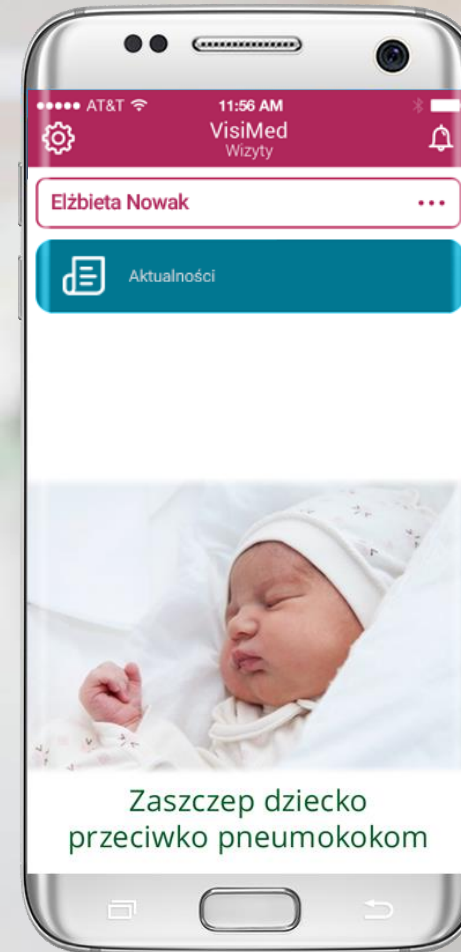 AT&T 11:56 AM
VisiMed
Wizyty
Elżbieta Nowak
Aktualności
Zaszczep dziecko
przeciwko pneumokokom